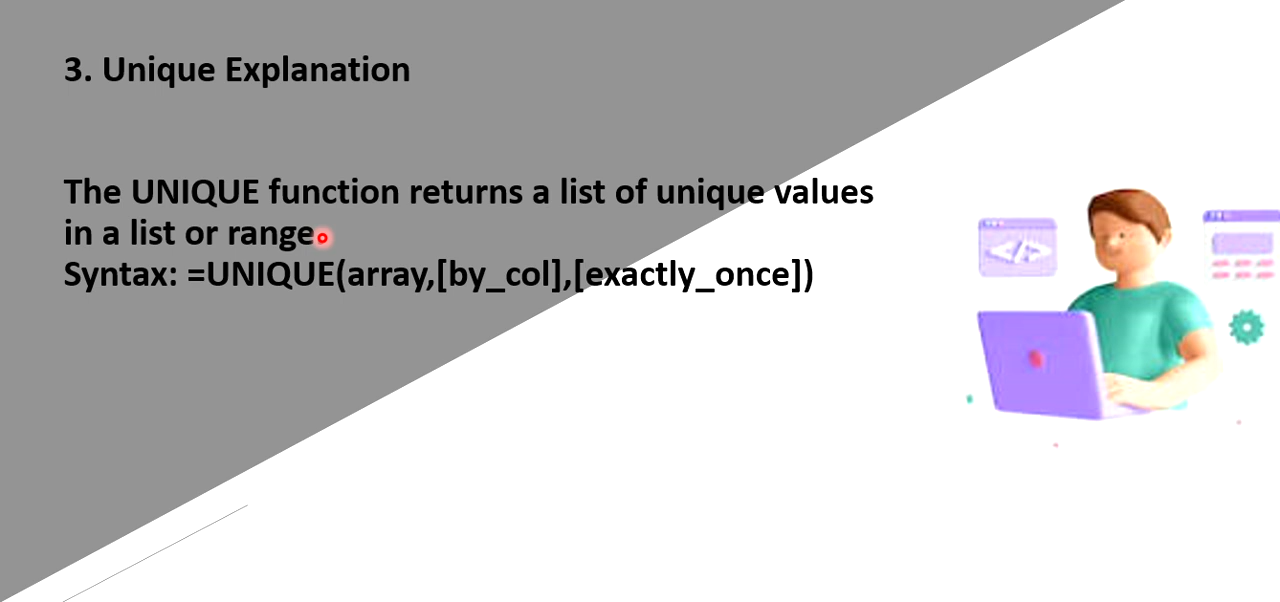 3. Unique Explanation
The UNIQUE function returns a list of unique values
in a list or range
Syntax: =UNIQUE(array,[by_col],[exactly_once])